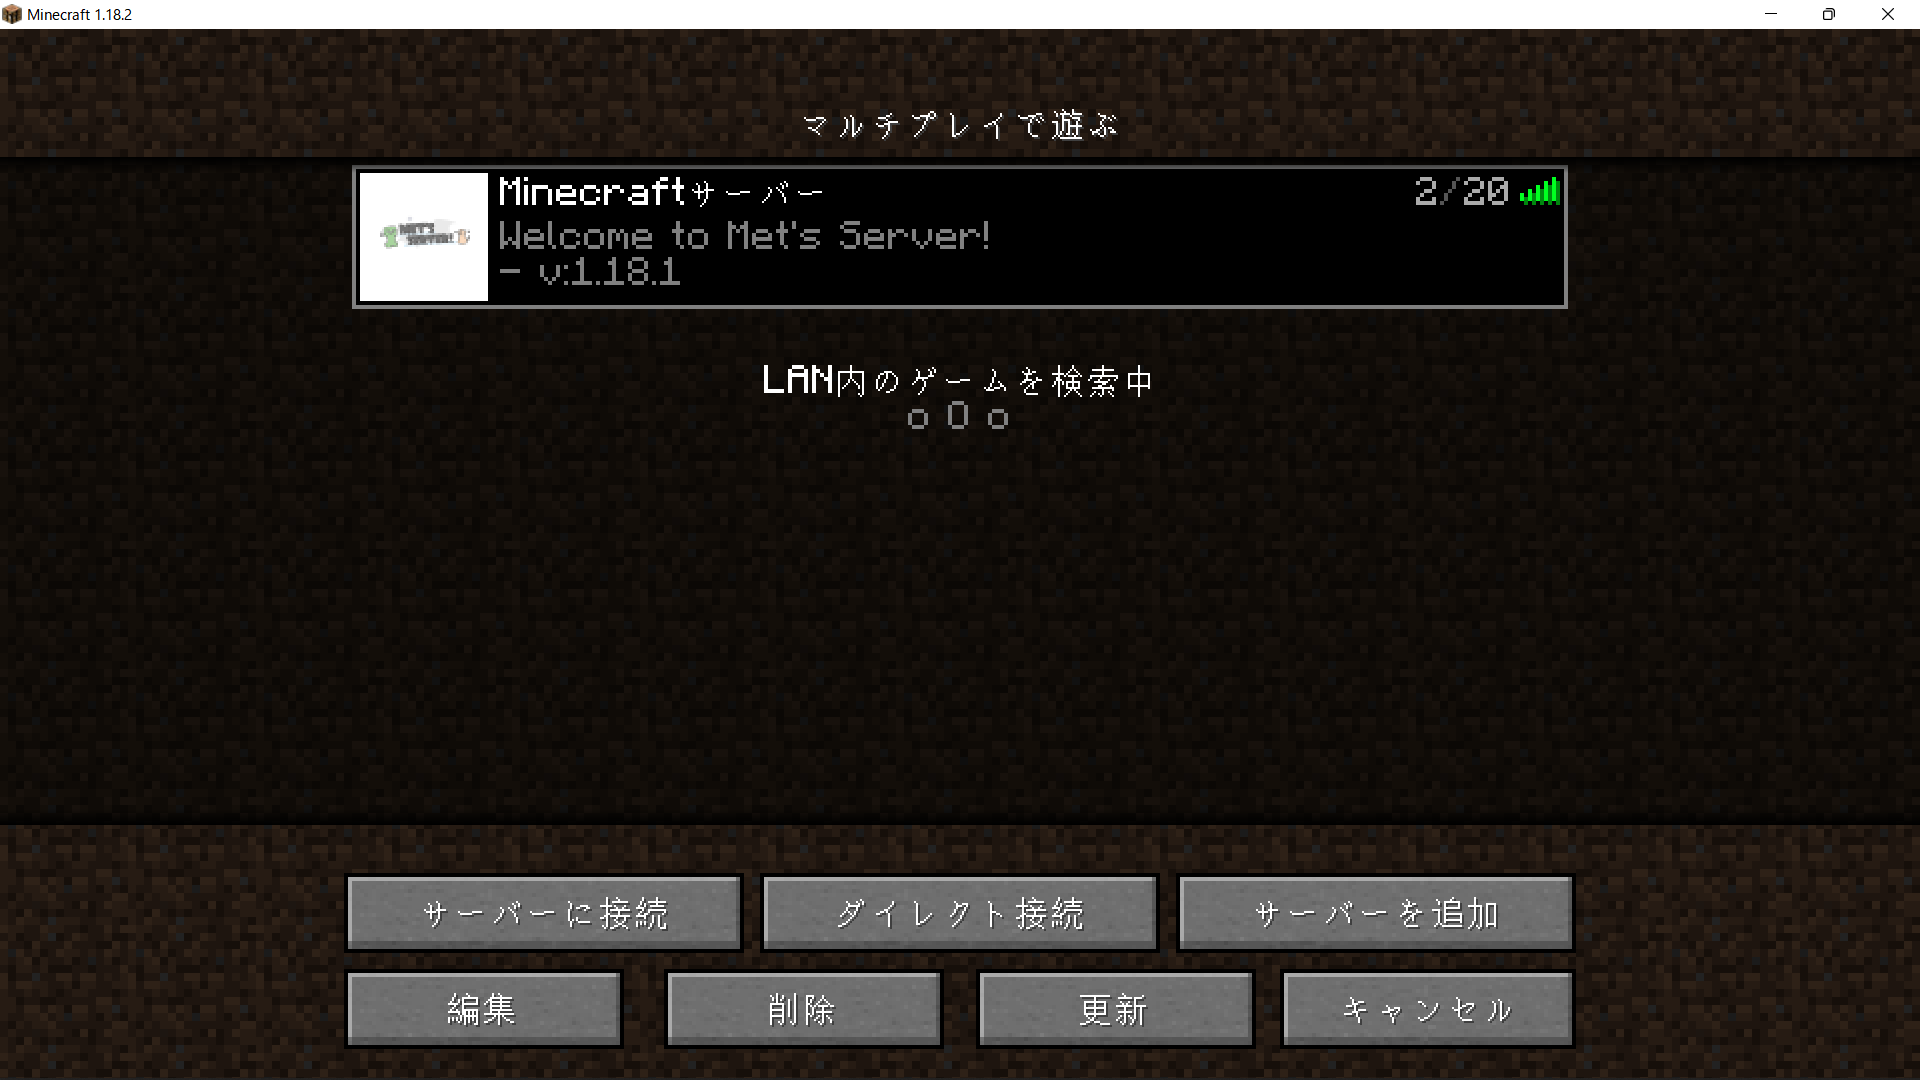 Minecraft 1.18.2
マルチプレイで遊ぶ
Minecraftサーバー 2/20
MET'S
SERVER!
Welcome to Met's Server!
- v:1.18.1
LAN内のゲームを検索中
o O o
サーバーに接続 ダイレクト接続 サーバーを追加
編集 削除 更新 キャンセル